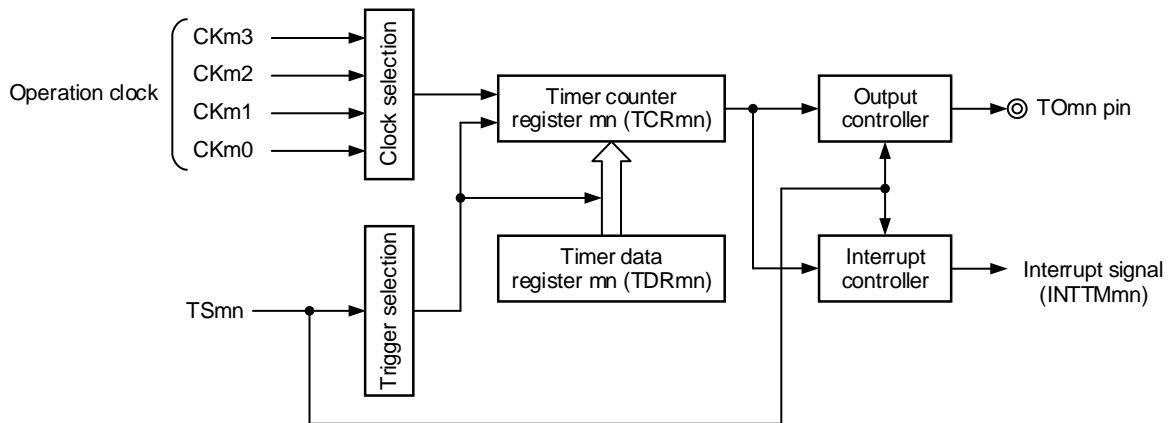 Operation clock
CKm3
CKm2
CKm1
CKm0
Clock selection
Timer counter
register mn (TCRmn)
Output
controller
TOmn pin
TSmn
Trigger selection
Timer data
register mn (TDRmn)
Interrupt
controller
Interrupt signal
(INTTMmn)